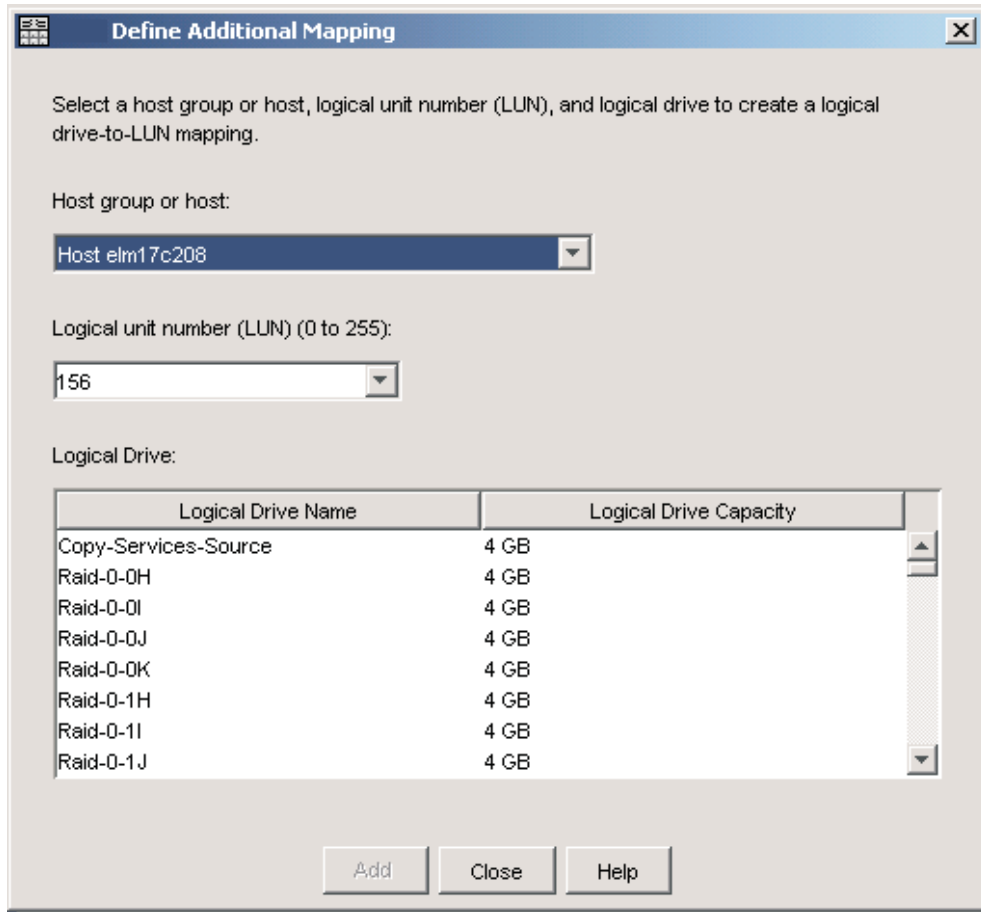 Define Additional Mapping
Select a host group or host, logical unit number (LUN), and logical drive to create a logical
drive-to-LUN mapping.
Host group or host:
Host elm17c208
Logical unit number (LUN) (0 to 255):
156
Logical Drive:
Logical Drive Name Logical Drive Capacity
Copy-Services-Source 4 GB
Raid-0-0H 4 GB
Raid-0-0I 4 GB
Raid-0-0J 4 GB
Raid-0-0K 4 GB
Raid-0-1H 4 GB
Raid-0-1I 4 GB
Raid-0-1J 4 GB
Add Close Help